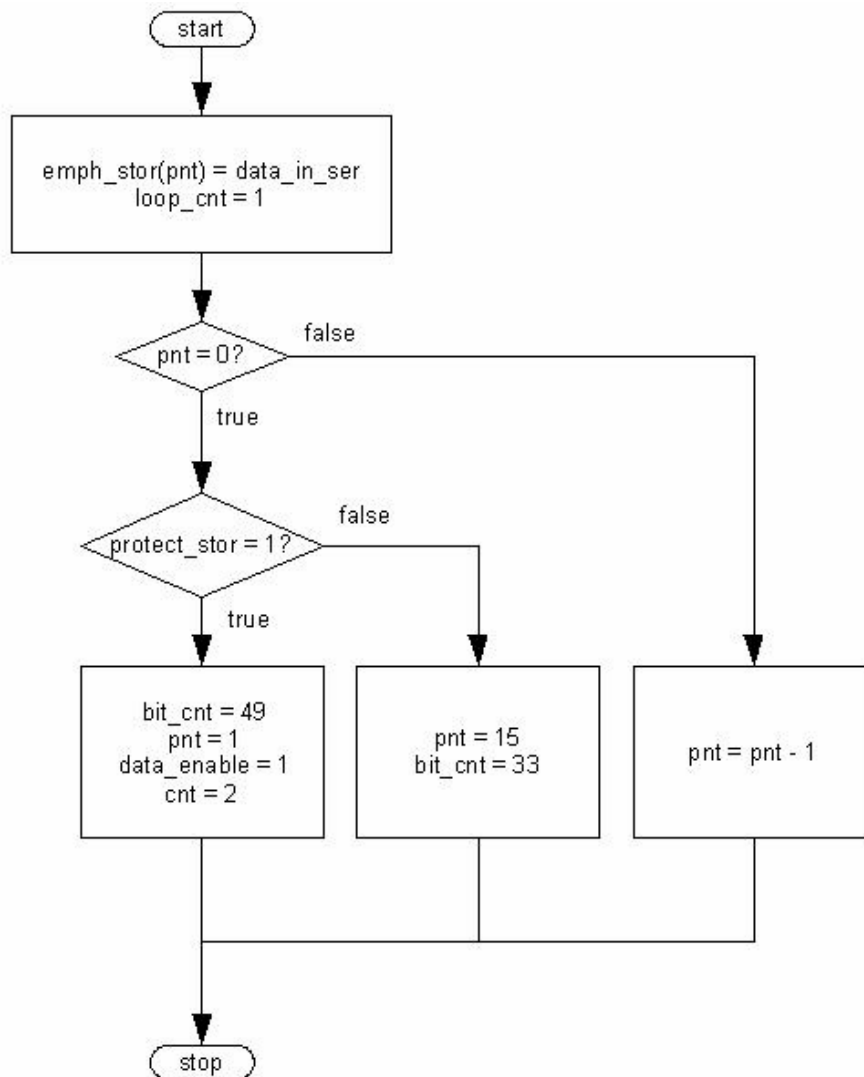 start
emph_stor(pnt) = data_in_ser
loop_cnt = 1
pnt = 0?
false
true
protect_stor = 1?
false
true
bit_cnt = 49
pnt = 1
data_enable = 1
cnt = 2
pnt = 15
bit_cnt = 33
pnt = pnt - 1
stop